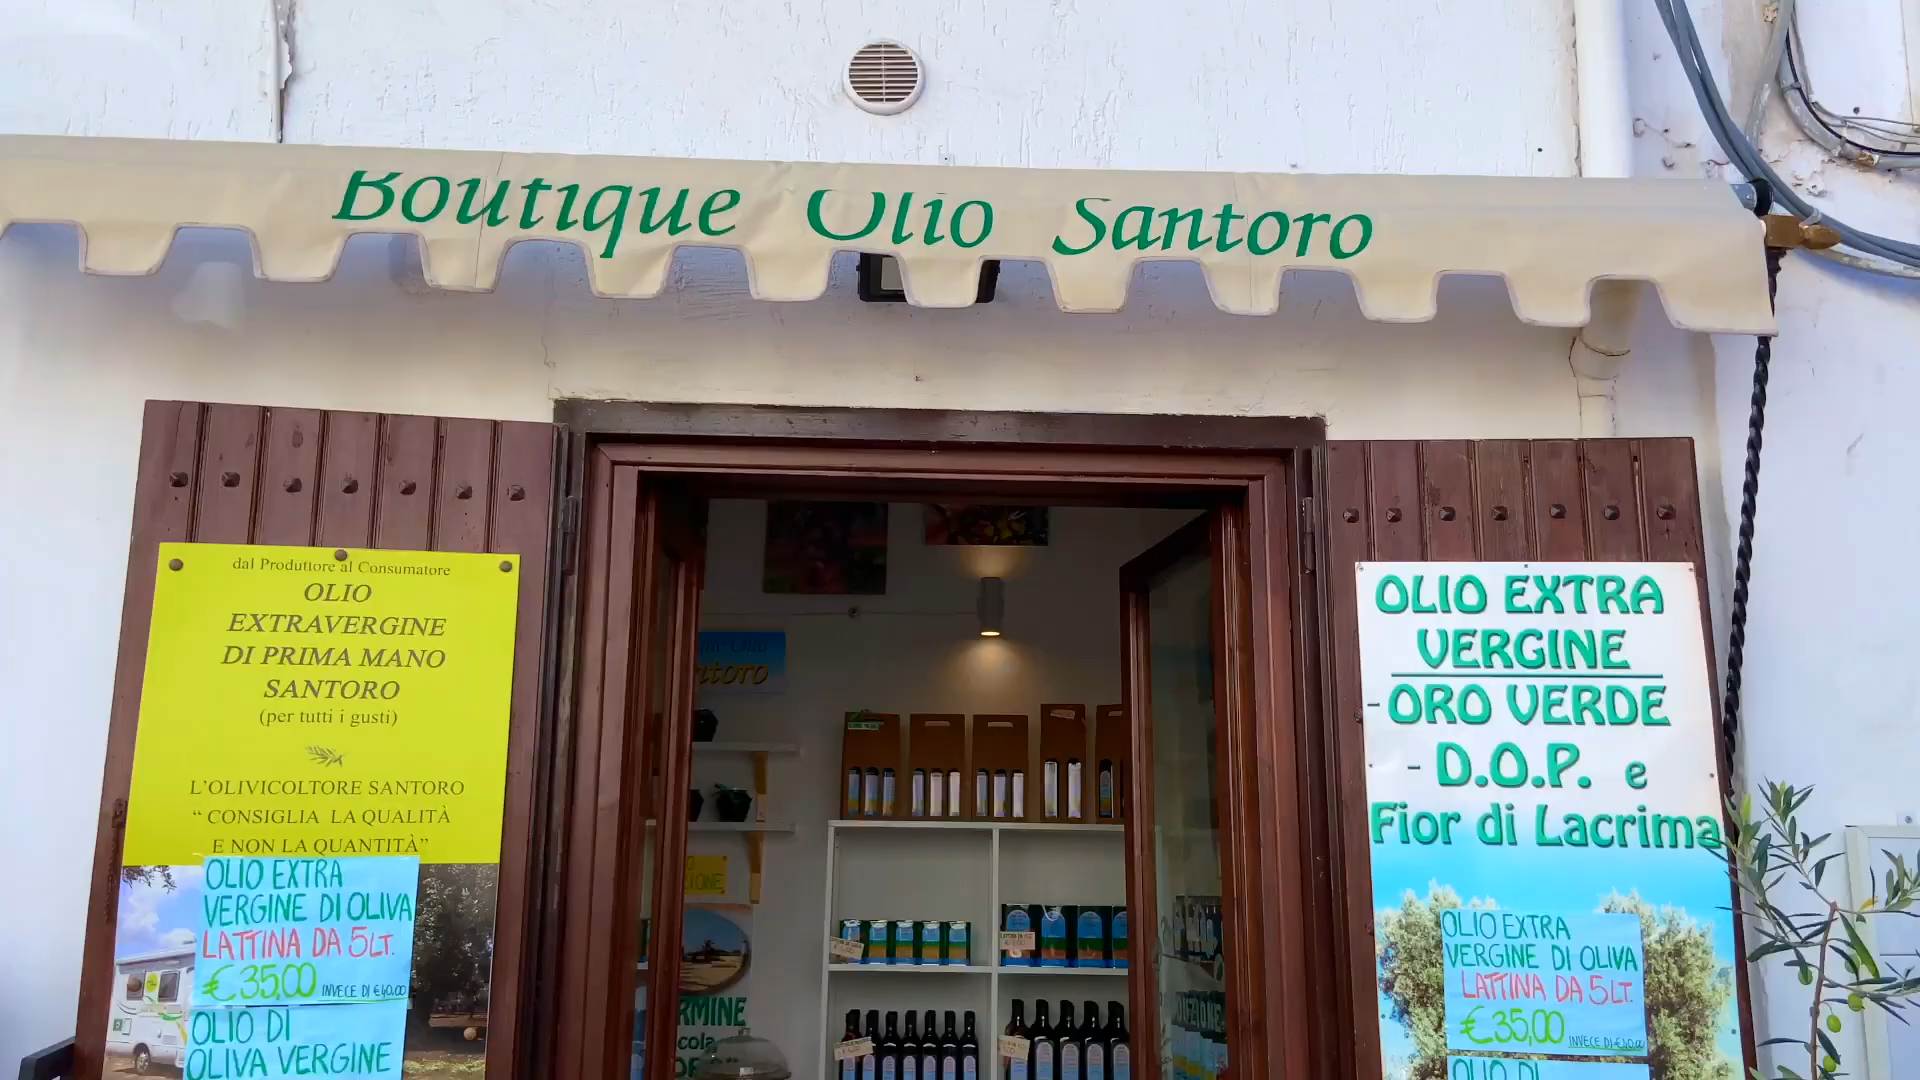 Boutique Olio Santoro
dal Produttore al Consumatore
OLIO
EXTRAVERGINE
DI PRIMA MANO
SANTORO
(per tutti i gusti)
L'OLIVICOLTORE SANTORO
“ CONSIGLIA LA QUALITÀ
E NON LA QUANTITÀ”
OLIO EXTRA
VERGINE DI OLIVA
LATTINA DA 5LT.
€35,00 INVECE DI €40,00
OLIO DI
OLIVA VERGINE
OLIO EXTRA
VERGINE
-ORO VERDE
- D.O.P. e
Fior di Lacrima
OLIO EXTRA
VERGINE DI OLIVA
LATTINA DA 5LT.
€35,00 INVECE DI €40,00
OLIO DI